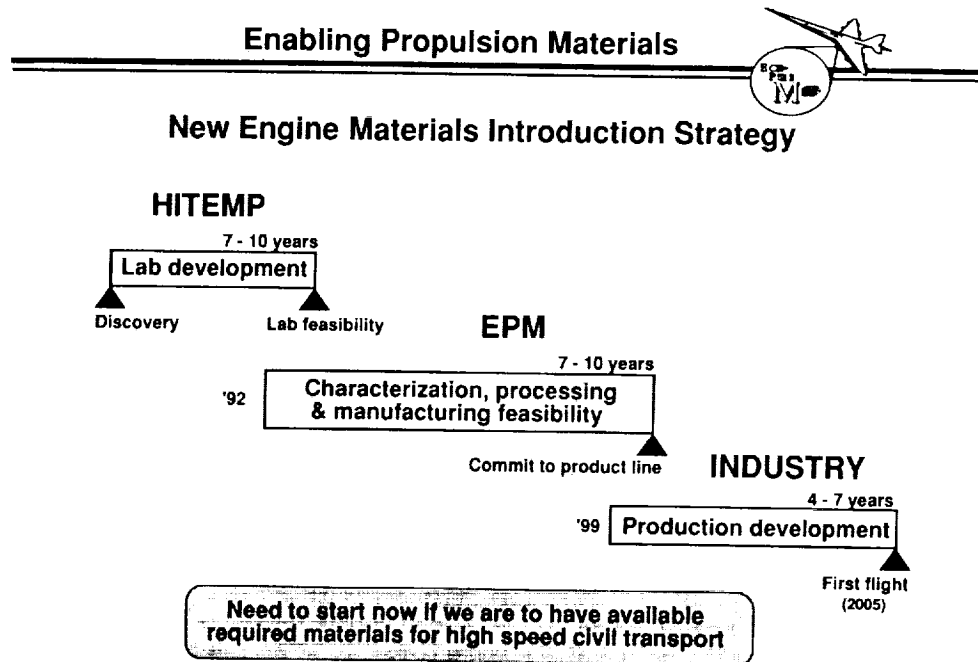 Enabling Propulsion Materials
New Engine Materials Introduction Strategy
HITEMP
7 - 10 years
Lab development
Discovery
Lab feasibility
EPM
7 - 10 years
'92
Characterization, processing
& manufacturing feasibility
Commit to product line
INDUSTRY
4 - 7 years
'99
Production development
First flight
(2005)
Need to start now if we are to have available
required materials for high speed civil transport